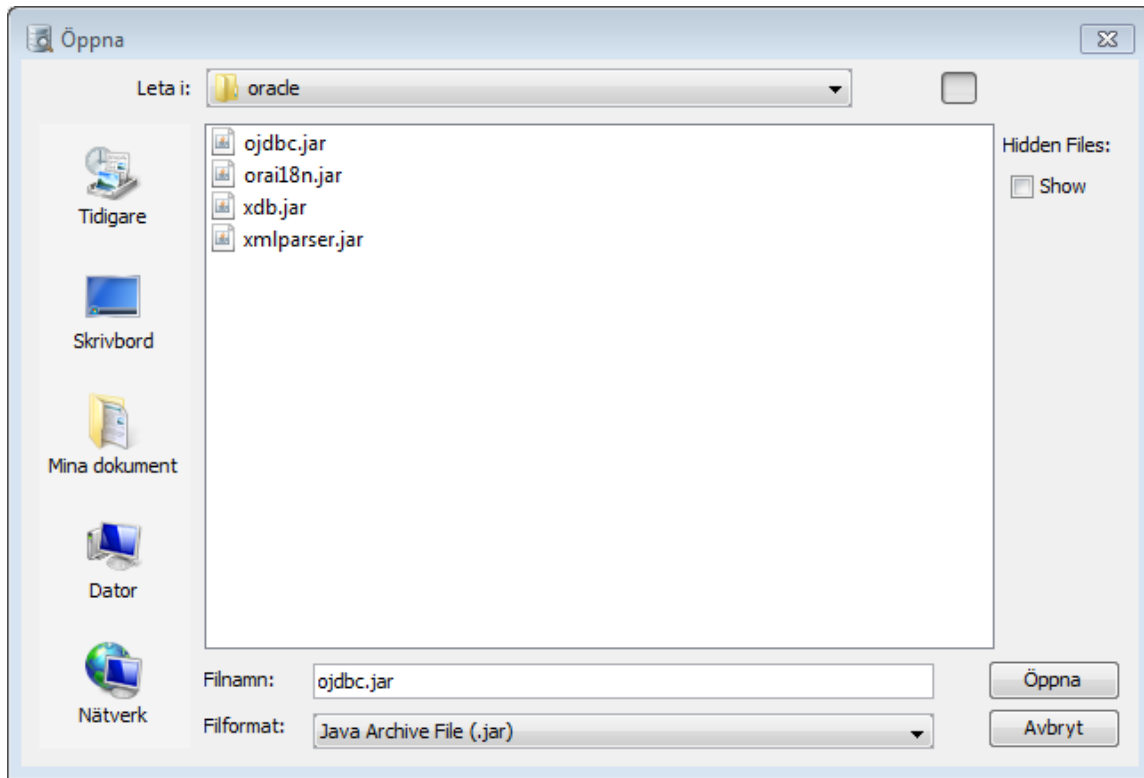 Öppna
Leta i:
oracle
Tidigare
Skrivbord
Mina dokument
Dator
Nätverk
ojdbc.jar
orai18n.jar
xdb.jar
xmlparser.jar
Hidden Files:
Show
Filnamn:
ojdbc.jar
Öppna
Filformat:
Java Archive File (.jar)
Avbryt